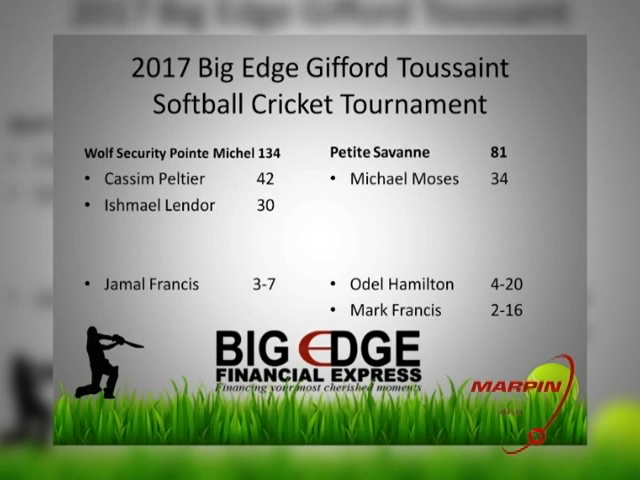 2017 Big Edge Gifford Toussaint
Softball Cricket Tournament
Wolf Security Pointe Michel 134
• Cassim Peltier 42
• Ishmael Lendor 30
• Jamal Francis 3-7
Petite Savanne 81
• Michael Moses 34
• Odel Hamilton 4-20
• Mark Francis 2-16
BIG EDGE
FINANCIAL EXPRESS
Financing your most cherished moments
MARPIN